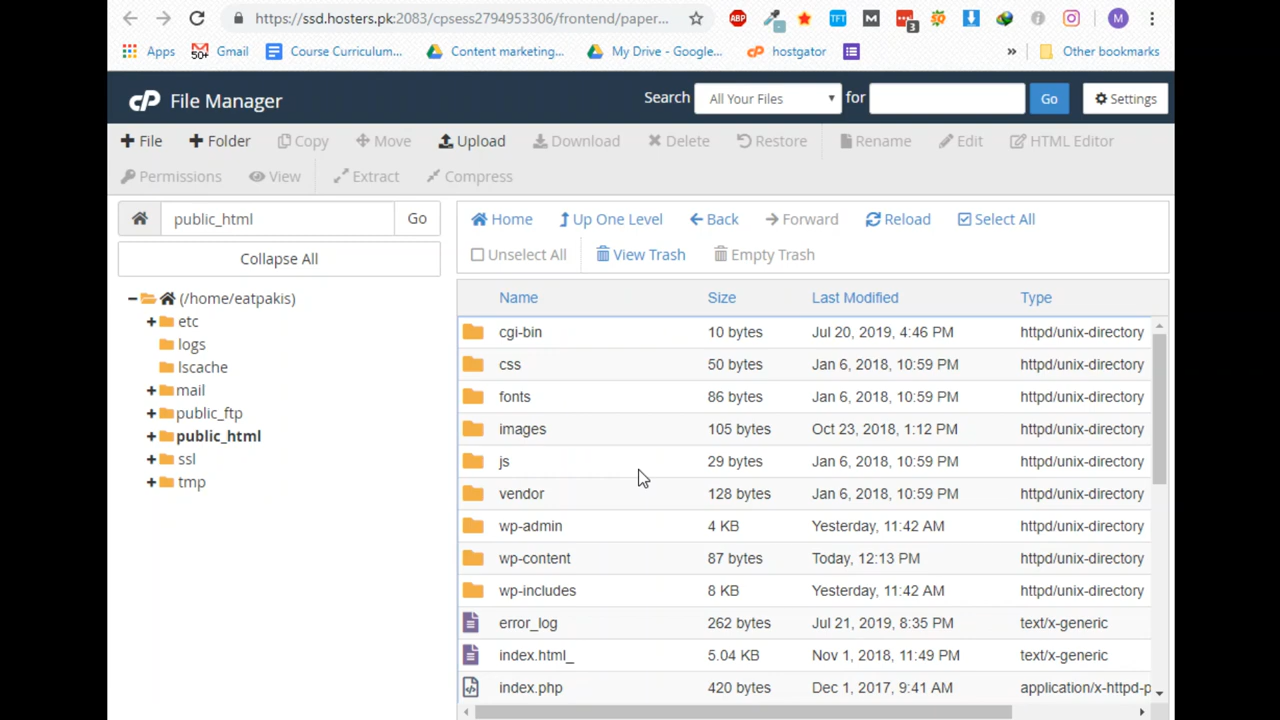 https://ssd.hosters.pk:2083/cpsess2794953306/frontend/paper...
ABP
TFT
M
3
M
Apps
50+
Gmail
Course Curriculum...
Content marketing...
My Drive - Google...
cP
hostgator
»
Other bookmarks
cP File Manager
Search
All Your Files
for
Go
Settings
File
Folder
Copy
Move
Upload
Download
Delete
Restore
Rename
Edit
HTML Editor
Permissions
View
Extract
Compress
public_html
Go
Collapse All
(/home/eatpakis)
etc
logs
lscache
mail
public_ftp
public_html
ssl
tmp
Home
Up One Level
Back
Forward
Reload
Select All
Unselect All
View Trash
Empty Trash
Name Size Last Modified Type
cgi-bin 10 bytes Jul 20, 2019, 4:46 PM httpd/unix-directory
css 50 bytes Jan 6, 2018, 10:59 PM httpd/unix-directory
fonts 86 bytes Jan 6, 2018, 10:59 PM httpd/unix-directory
images 105 bytes Oct 23, 2018, 1:12 PM httpd/unix-directory
js 29 bytes Jan 6, 2018, 10:59 PM httpd/unix-directory
vendor 128 bytes Jan 6, 2018, 10:59 PM httpd/unix-directory
wp-admin 4 KB Yesterday, 11:42 AM httpd/unix-directory
wp-content 87 bytes Today, 12:13 PM httpd/unix-directory
wp-includes 8 KB Yesterday, 11:42 AM httpd/unix-directory
error_log 262 bytes Jul 21, 2019, 8:35 PM text/x-generic
index.html_ 5.04 KB Nov 1, 2018, 11:49 PM text/x-generic
index.php 420 bytes Dec 1, 2017, 9:41 AM application/x-httpd-p